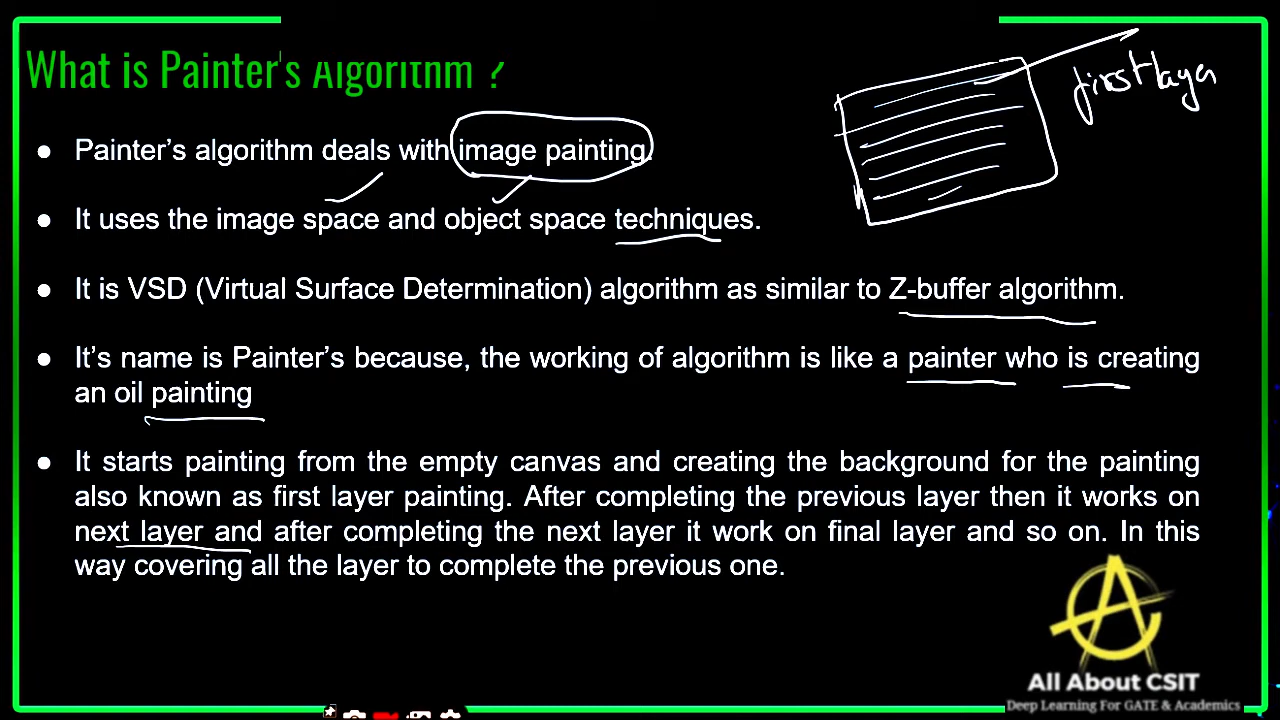 What is Painter's Algorithm ?
first layer
● Painter's algorithm deals with image painting.
● It uses the image space and object space techniques.
● It is VSD (Virtual Surface Determination) algorithm as similar to Z-buffer algorithm.
● It's name is Painter's because, the working of algorithm is like a painter who is creating
an oil painting
● It starts painting from the empty canvas and creating the background for the painting
also known as first layer painting. After completing the previous layer then it works on
next layer and after completing the next layer it work on final layer and so on. In this
way covering all the layer to complete the previous one.
All About CSIT
Deep Learning For GATE & Academics